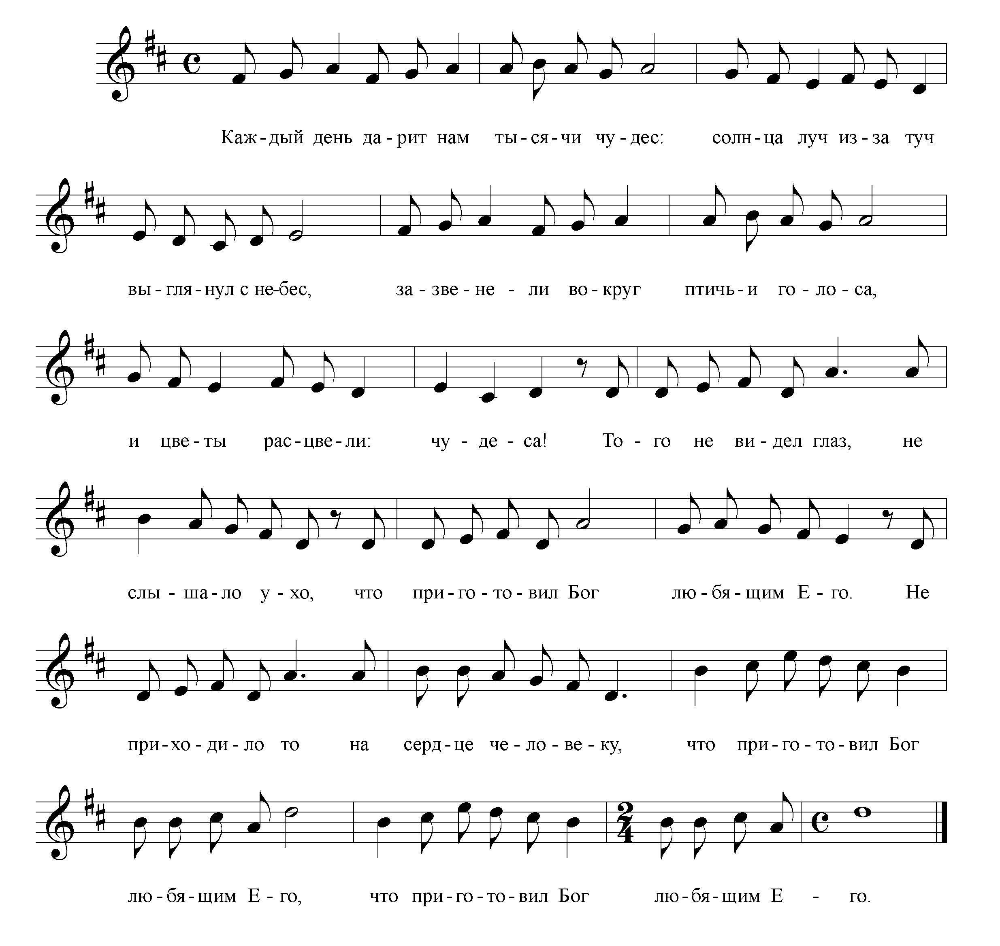 Каж-дый день да-рит нам ты-ся-чи чу-дес: солн-ца луч из-за туч
вы-гля-нул с не-бес, за-зве-не-ли во-круг птичь-и го-ло-са,
и цве-ты рас-цве-ли: чу-де-са! То-го не ви-дел глаз, не
слы-ша-ло у-хо, что при-го-то-вил Бог лю-бя-щим Е-го. Не
при-хо-ди-ло то на серд-це че-ло-ве-ку, что при-го-то-вил Бог
2
4
лю-бя-щим Е-го, что при-го-то-вил Бог лю-бя-щим Е-го.